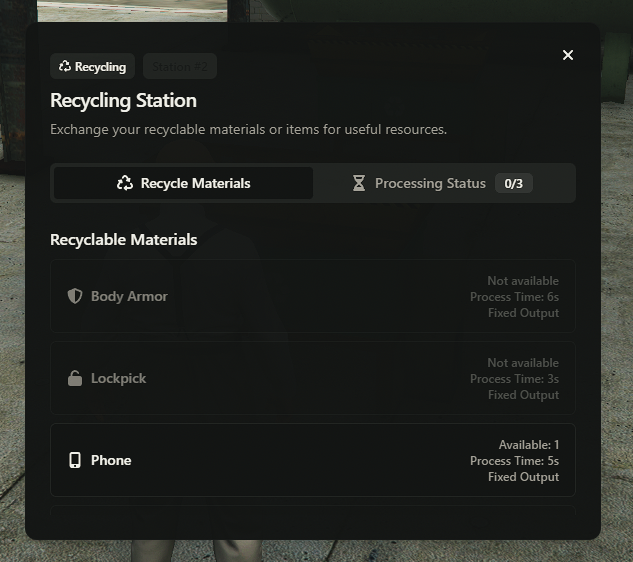 Recycling
Station #2
Recycling Station
Exchange your recyclable materials or items for useful resources.
Recycle Materials
Processing Status 0/3
Recyclable Materials
Body Armor
Not available
Process Time: 6s
Fixed Output
Lockpick
Not available
Process Time: 3s
Fixed Output
Phone
Available: 1
Process Time: 5s
Fixed Output